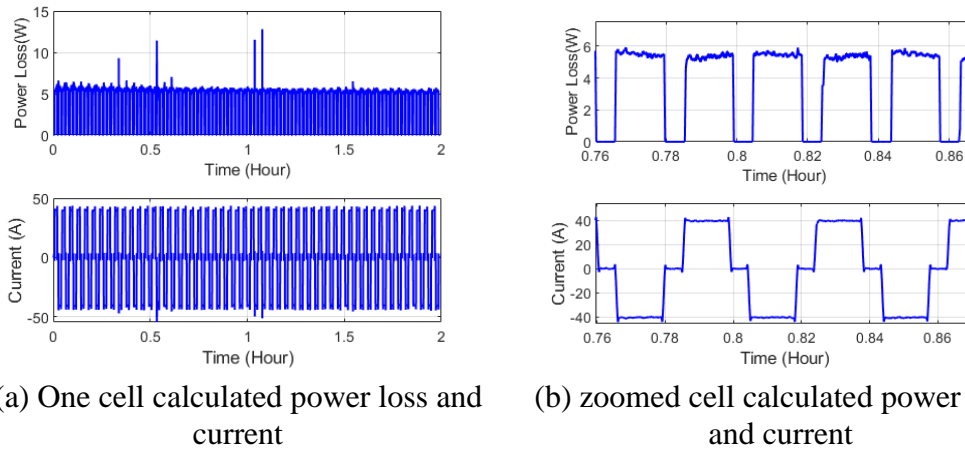 15
10
5
0
Power Loss(W)
0 0.5 1 1.5 2
Time (Hour)
50
0
-50
Current (A)
0 0.5 1 1.5 2
Time (Hour)
(a) One cell calculated power loss and
current
6
4
2
0
Power Loss(W)
0.76 0.78 0.8 0.82 0.84 0.86
Time (Hour)
40
20
0
-20
-40
Current (A)
0.76 0.78 0.8 0.82 0.84 0.86
Time (Hour)
(b) zoomed cell calculated power
and current